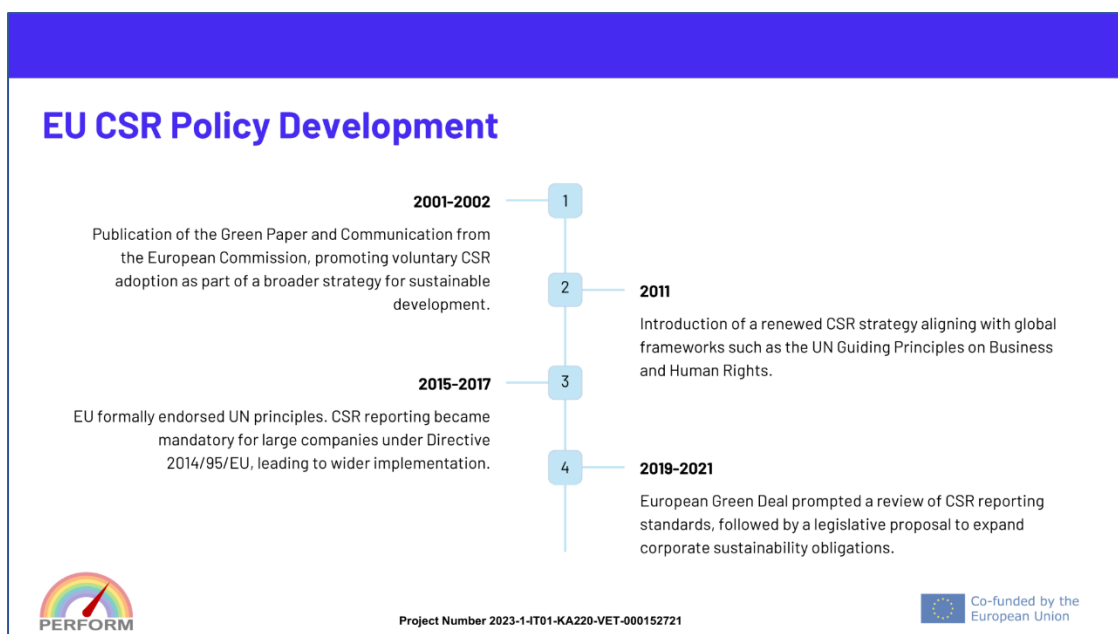 EU CSR Policy Development
2001-2002
1
Publication of the Green Paper and Communication from
the European Commission, promoting voluntary CSR
adoption as part of a broader strategy for sustainable
development.
2
2011
Introduction of a renewed CSR strategy aligning with global
frameworks such as the UN Guiding Principles on Business
and Human Rights.
2015-2017
3
EU formally endorsed UN principles. CSR reporting became
mandatory for large companies under Directive
2014/95/EU, leading to wider implementation.
4
2019-2021
European Green Deal prompted a review of CSR reporting
standards, followed by a legislative proposal to expand
corporate sustainability obligations.
PERFORM
Project Number 2023-1-IT01-KA220-VET-000152721
Co-funded by the
European Union